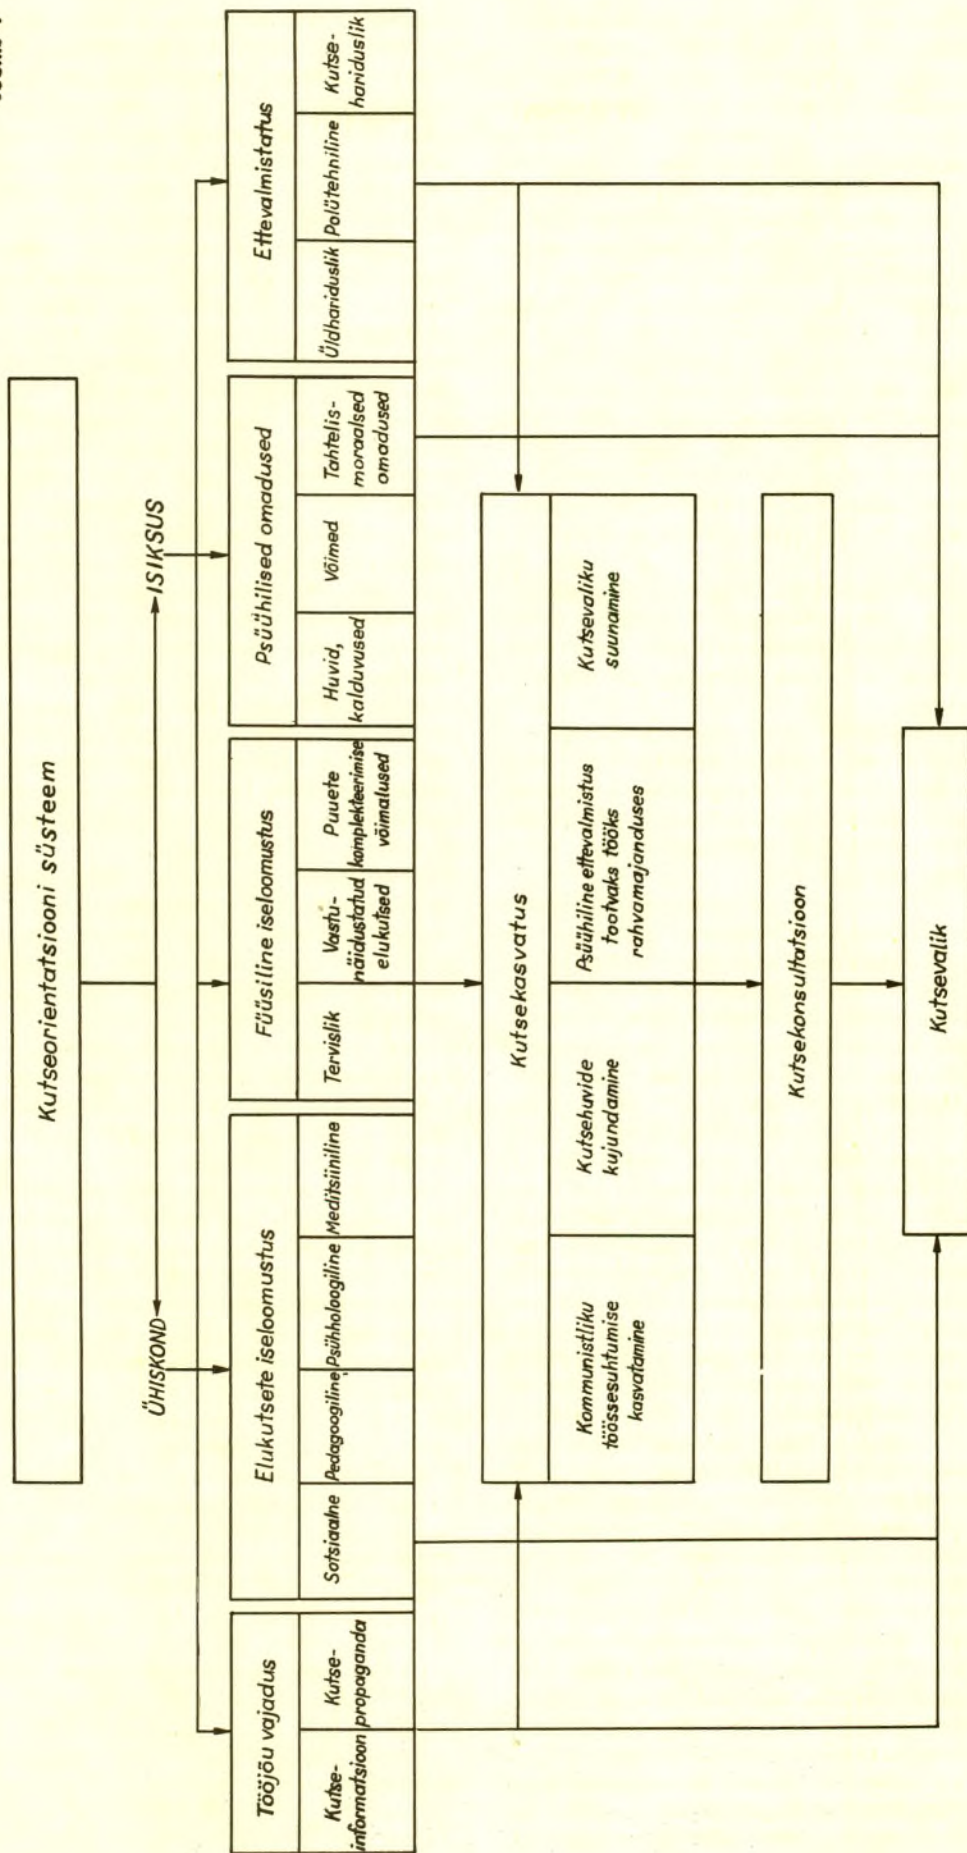 Kutseorientatsiooni süsteem
ÜHISKOND
ISIKSUS
Tööjõu vajadus
Kutse-
informatsioon
Kutse-
propaganda
Elukutsete iseloomustus
Sotsiaalne
Pedagoogiline
Psühholoogiline
Meditsiiniline
Füüsiline iseloomustus
Tervislik
Vastu-
näidustatud
elukutsed
Puuete
komplekteerimise
võimalused
Psüühilised omadused
Huvid,
kalduvused
Võimed
Tahtelis-
moraalsed
omadused
Ettevalmistatus
Üldhariduslik
Polütehniline
Kutse-
hariduslik
Kutsekasvatus
Kommunistliku
töössesuhtumise
kasvatamine
Kutsehuvide
kujundamine
Psüühiline ettevalmistus
tootvaks tööks
rahvamajanduses
Kutsevaliku
suunamine
Kutsekonsultatsioon
Kutsevalik